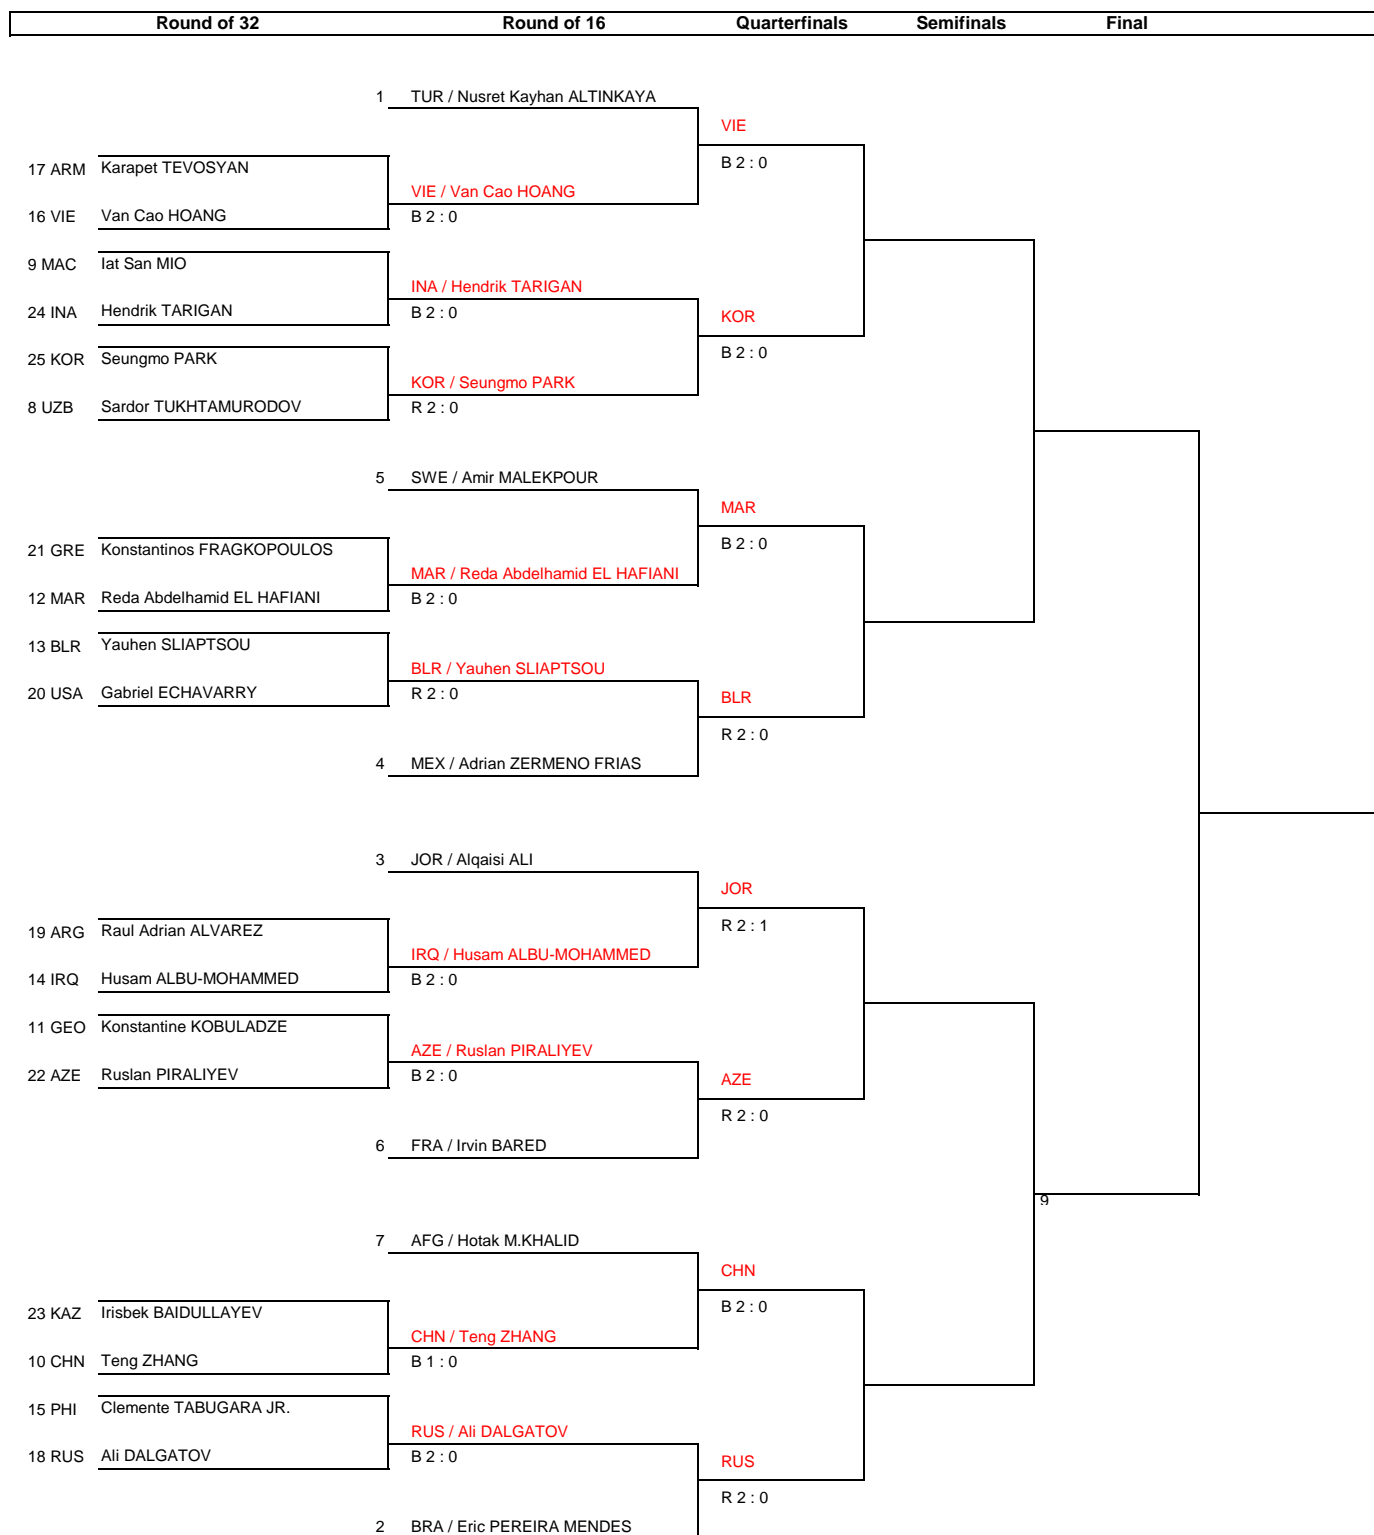 Round of 32 Round of 16 Quarterfinals Semifinals Final
1 TUR / Nusret Kayhan ALTINKAYA
VIE
B 2 : 0
17 ARM Karapet TEVOSYAN
VIE / Van Cao HOANG
16 VIE Van Cao HOANG
B 2 : 0
9 MAC Iat San MIO
INA / Hendrik TARIGAN
24 INA Hendrik TARIGAN
B 2 : 0
KOR
B 2 : 0
25 KOR Seungmo PARK
KOR / Seungmo PARK
8 UZB Sardor TUKHTAMURODOV
R 2 : 0
5 SWE / Amir MALEKPOUR
MAR
B 2 : 0
21 GRE Konstantinos FRAGKOPOULOS
MAR / Reda Abdelhamid EL HAFIANI
12 MAR Reda Abdelhamid EL HAFIANI
B 2 : 0
13 BLR Yauhen SLIAPTSOU
BLR / Yauhen SLIAPTSOU
20 USA Gabriel ECHAVARRY
R 2 : 0
BLR
R 2 : 0
4 MEX / Adrian ZERMENO FRIAS
3 JOR / Alqaisi ALI
JOR
R 2 : 1
19 ARG Raul Adrian ALVAREZ
IRQ / Husam ALBU-MOHAMMED
14 IRQ Husam ALBU-MOHAMMED
B 2 : 0
11 GEO Konstantine KOBULADZE
AZE / Ruslan PIRALIYEV
22 AZE Ruslan PIRALIYEV
B 2 : 0
AZE
R 2 : 0
6 FRA / Irvin BARED
9
7 AFG / Hotak M.KHALID
CHN
B 2 : 0
23 KAZ Irisbek BAIDULLAYEV
CHN / Teng ZHANG
10 CHN Teng ZHANG
B 1 : 0
15 PHI Clemente TABUGARA JR.
RUS / Ali DALGATOV
18 RUS Ali DALGATOV
B 2 : 0
RUS
R 2 : 0
2 BRA / Eric PEREIRA MENDES